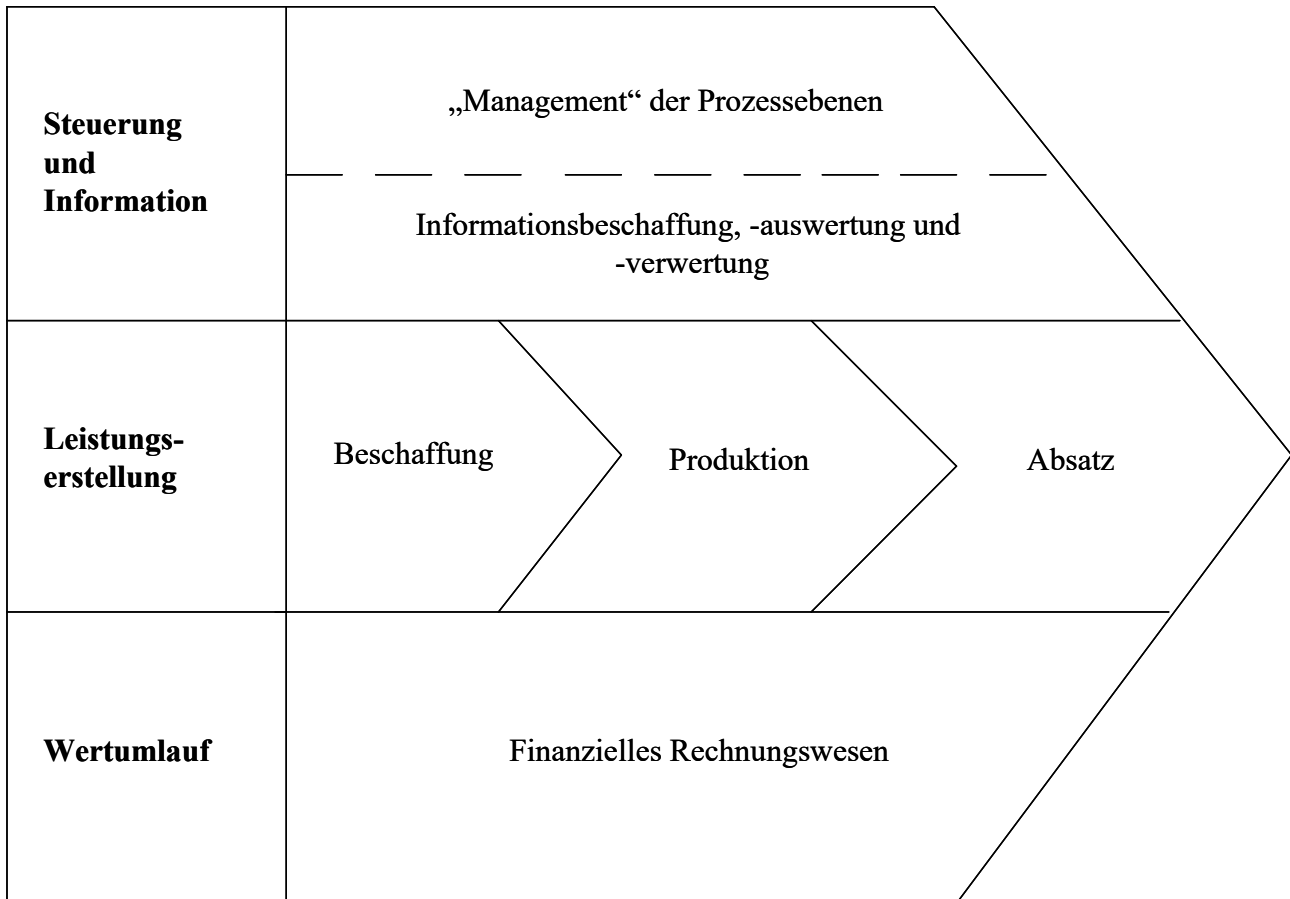 Steuerung
und
Information
„Management“ der Prozessebenen
Informationsbeschaffung, -auswertung und
-verwertung
Leistungs-
erstellung
Beschaffung
Produktion
Absatz
Wertumlauf
Finanzielles Rechnungswesen